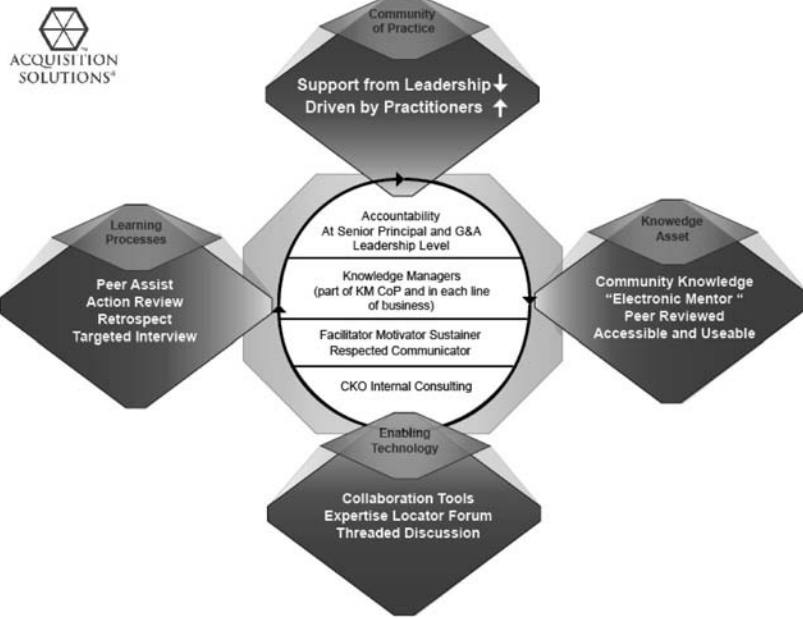 ACQUISITION
SOLUTIONS®
Community
of Practice
Support from Leadership ↓
Driven by Practitioners ↑
Learning
Processes
Peer Assist
Action Review
Retrospect
Targeted Interview
Accountability
At Senior Principal and G&A
Leadership Level
Knowledge Managers
(part of KM CoP and in each line
of business)
Facilitator Motivator Sustainer
Respected Communicator
CKO Internal Consulting
Knowedge
Asset
Community Knowledge
"Electronic Mentor "
Peer Reviewed
Accessible and Useable
Enabling
Technology
Collaboration Tools
Expertise Locator Forum
Threaded Discussion